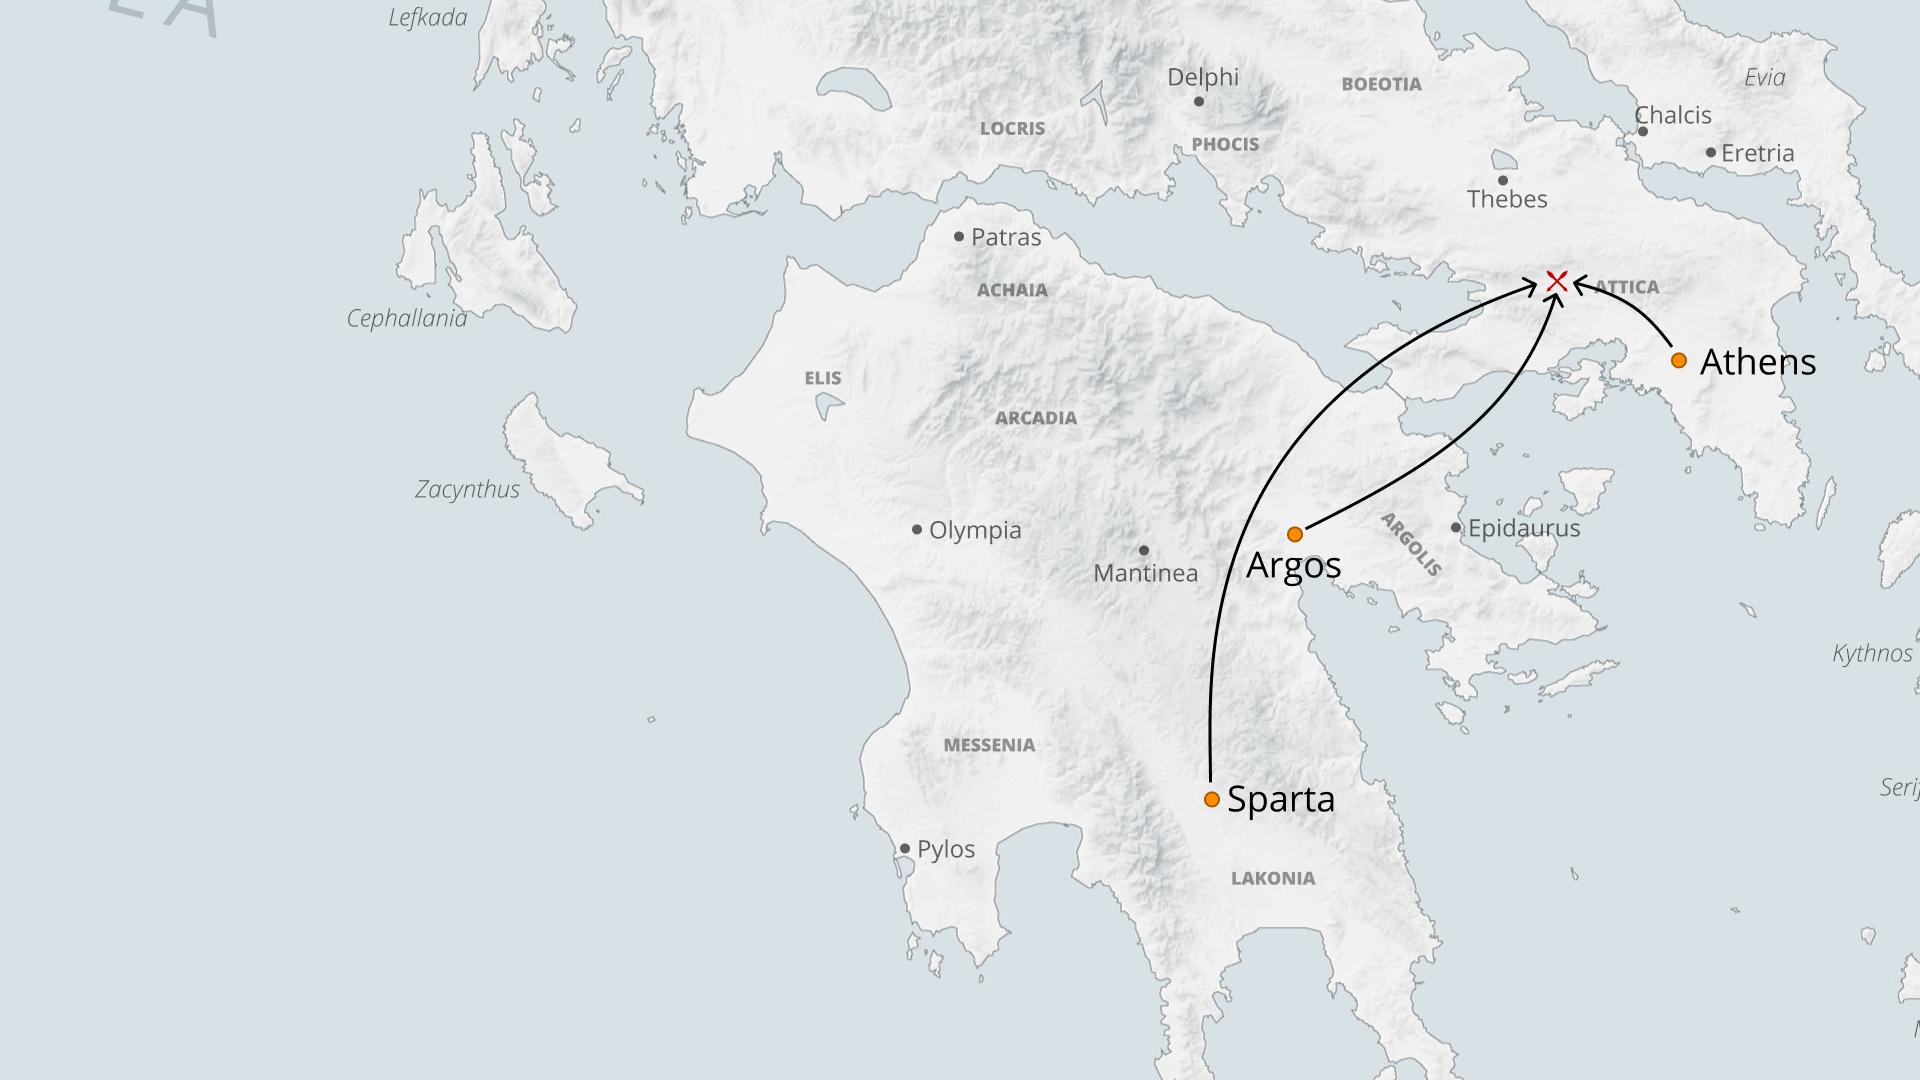 Lefkada
Delphi
BOEOTIA
Evia
Chalcis
LOCRIS
PHOCIS
Eretria
Thebes
Patras
ACHAIA
ATTICA
Cephallania
Athens
ELIS
ARCADIA
Zacynthus
Olympia
Epidaurus
ARGOLIS
Mantinea
Argos
Kythnos
MESSENIA
Sparta
Pylos
LAKONIA